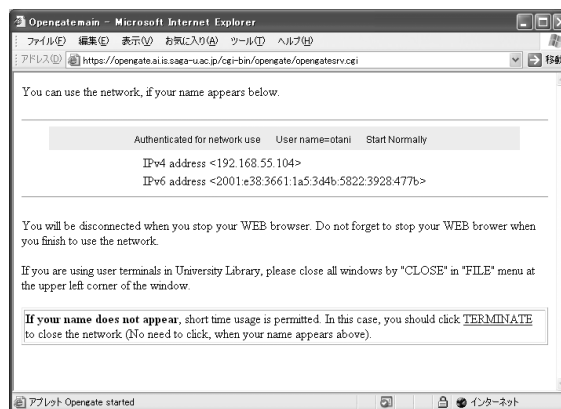 Opengatemain - Microsoft Internet Explorer
ファイル(F) 編集(E) 表示(V) お気に入り(A) ツール(T) ヘルプ(H)
アドレス(D) https://opengate.ai.is.saga-u.ac.jp/cgi-bin/opengate/opengatesrv.cgi 移動
You can use the network, if your name appears below.
Authenticated for network use User name=otani Start Normally
IPv4 address <192.168.55.104>
IPv6 address <2001:e38:3661:1a5:3d4b:5822:3928:477b>
You will be disconnected when you stop your WEB browser. Do not forget to stop your WEB brower when
you finish to use the network.
If you are using user terminals in University Library, please close all windows by "CLOSE" in "FILE" menu at
the upper left corner of the window.
If your name does not appear, short time usage is permitted. In this case, you should click TERMINATE
to close the network (No need to click, when your name appears above).
アプレット Opengate started インターネット